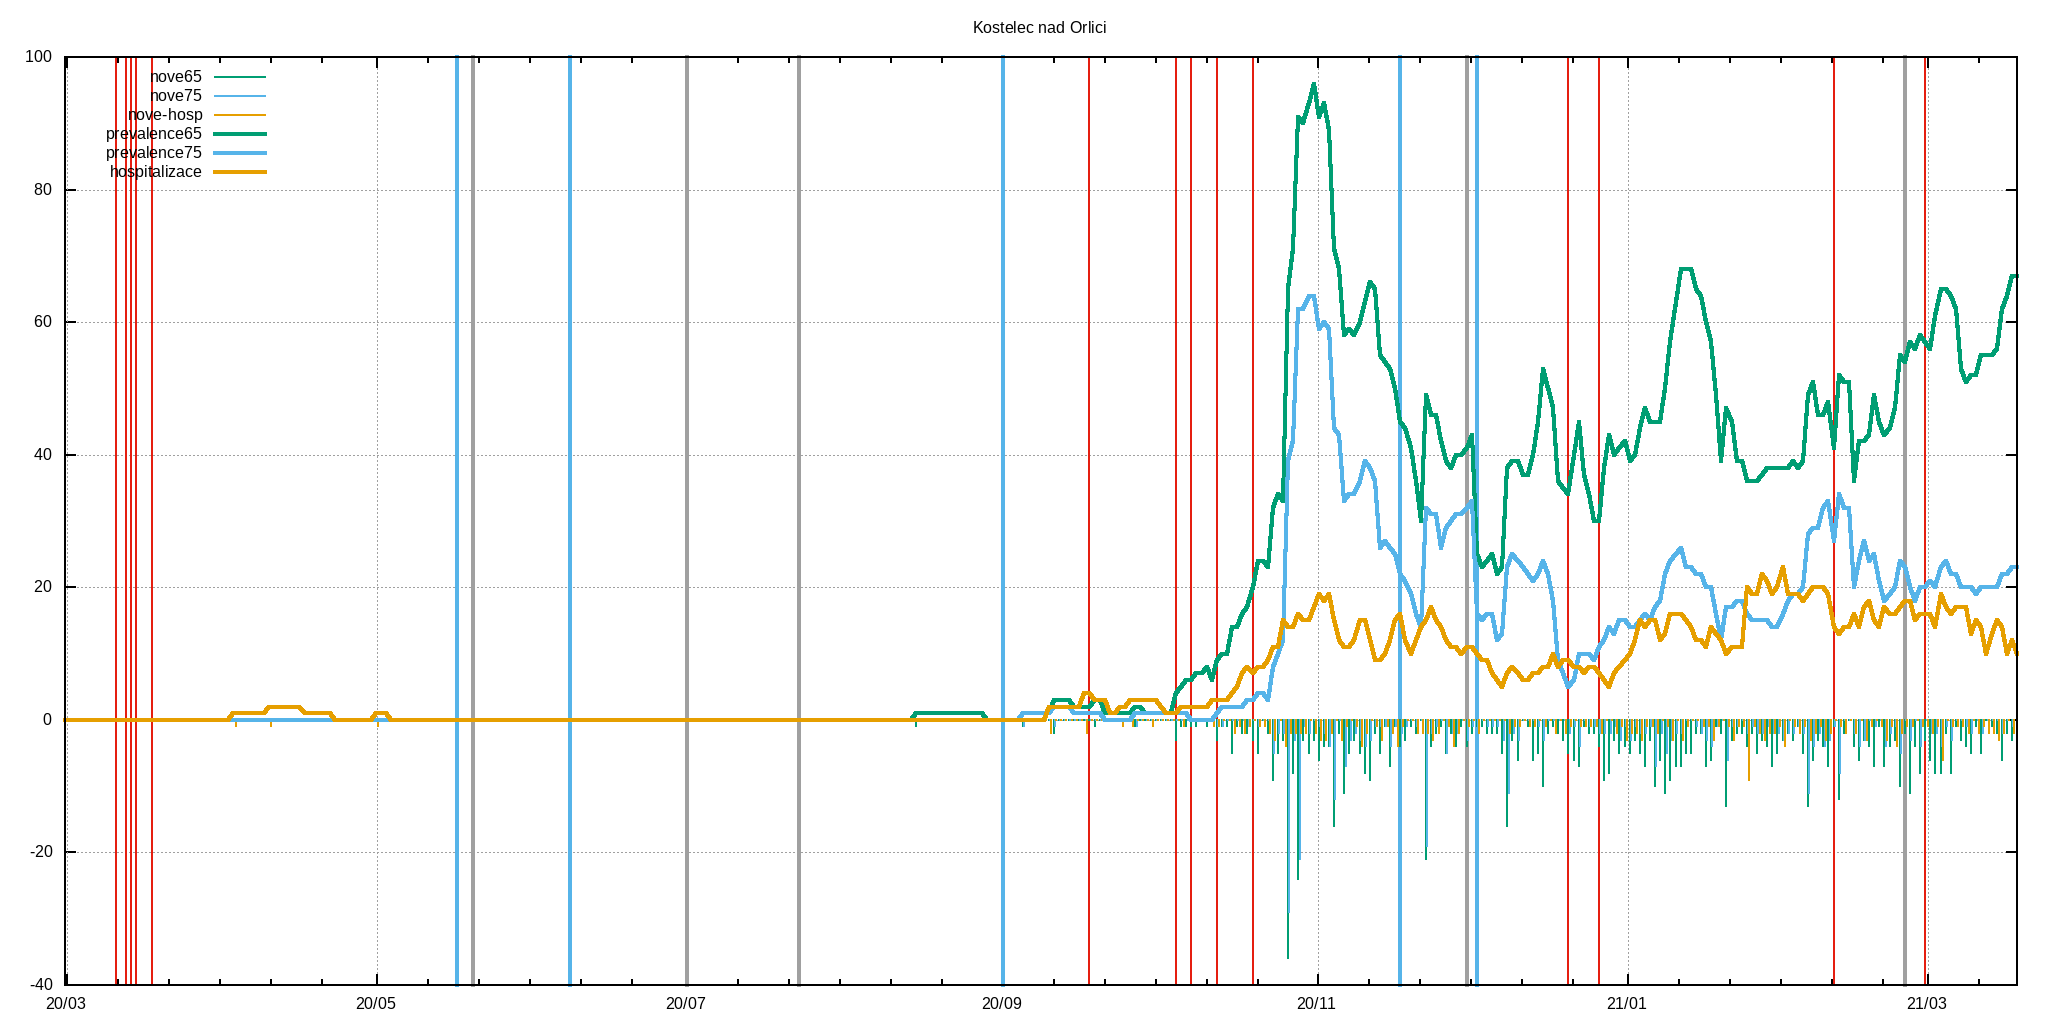 Kostelec nad Orlici
100
80
60
40
20
0
-20
-40
nove65
nove75
nove-hosp
prevalence65
prevalence75
hospitalizace
20/03 20/05 20/07 20/09 20/11 21/01 21/03